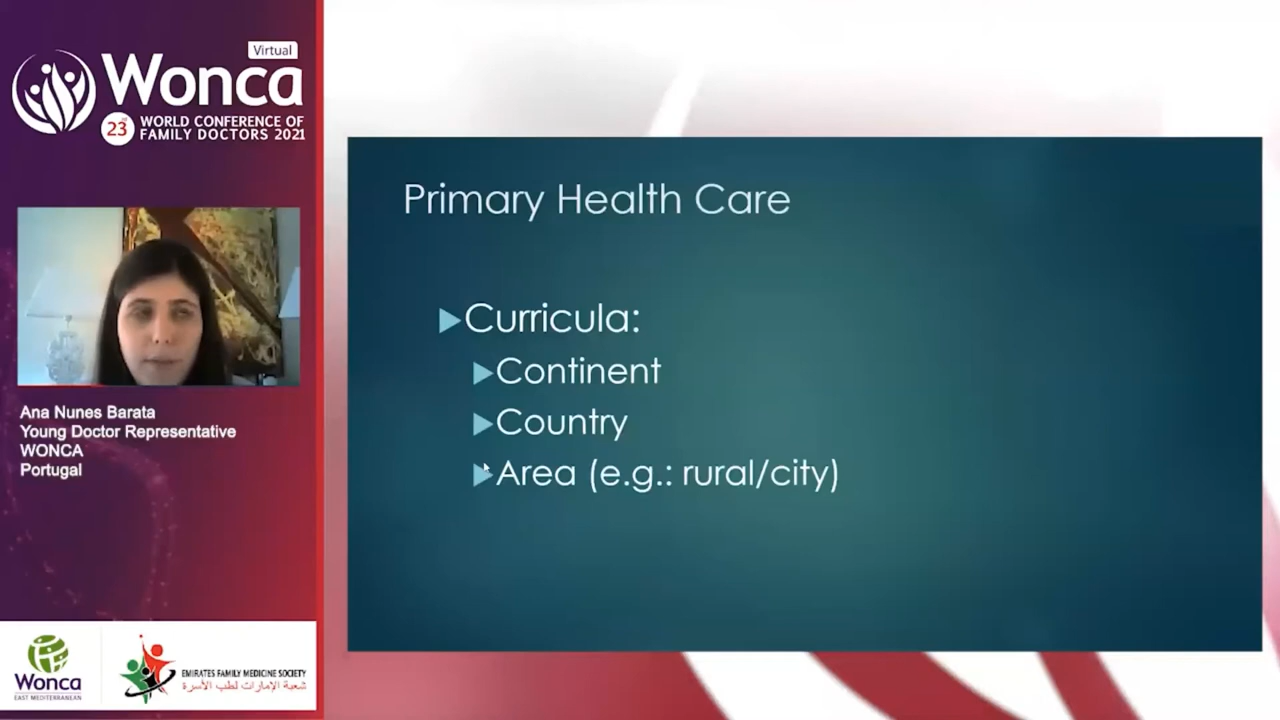 Virtual
Wonca
23rd WORLD CONFERENCE OF
FAMILY DOCTORS 2021
Ana Nunes Barata
Young Doctor Representative
WONCA
Portugal
Wonca
EAST MEDITERRANEAN
EMIRATES FAMILY MEDICINE SOCIETY
شعبة الإمارات لطب الأسرة
Primary Health Care
Curricula:
Continent
Country
Area (e.g.: rural/city)